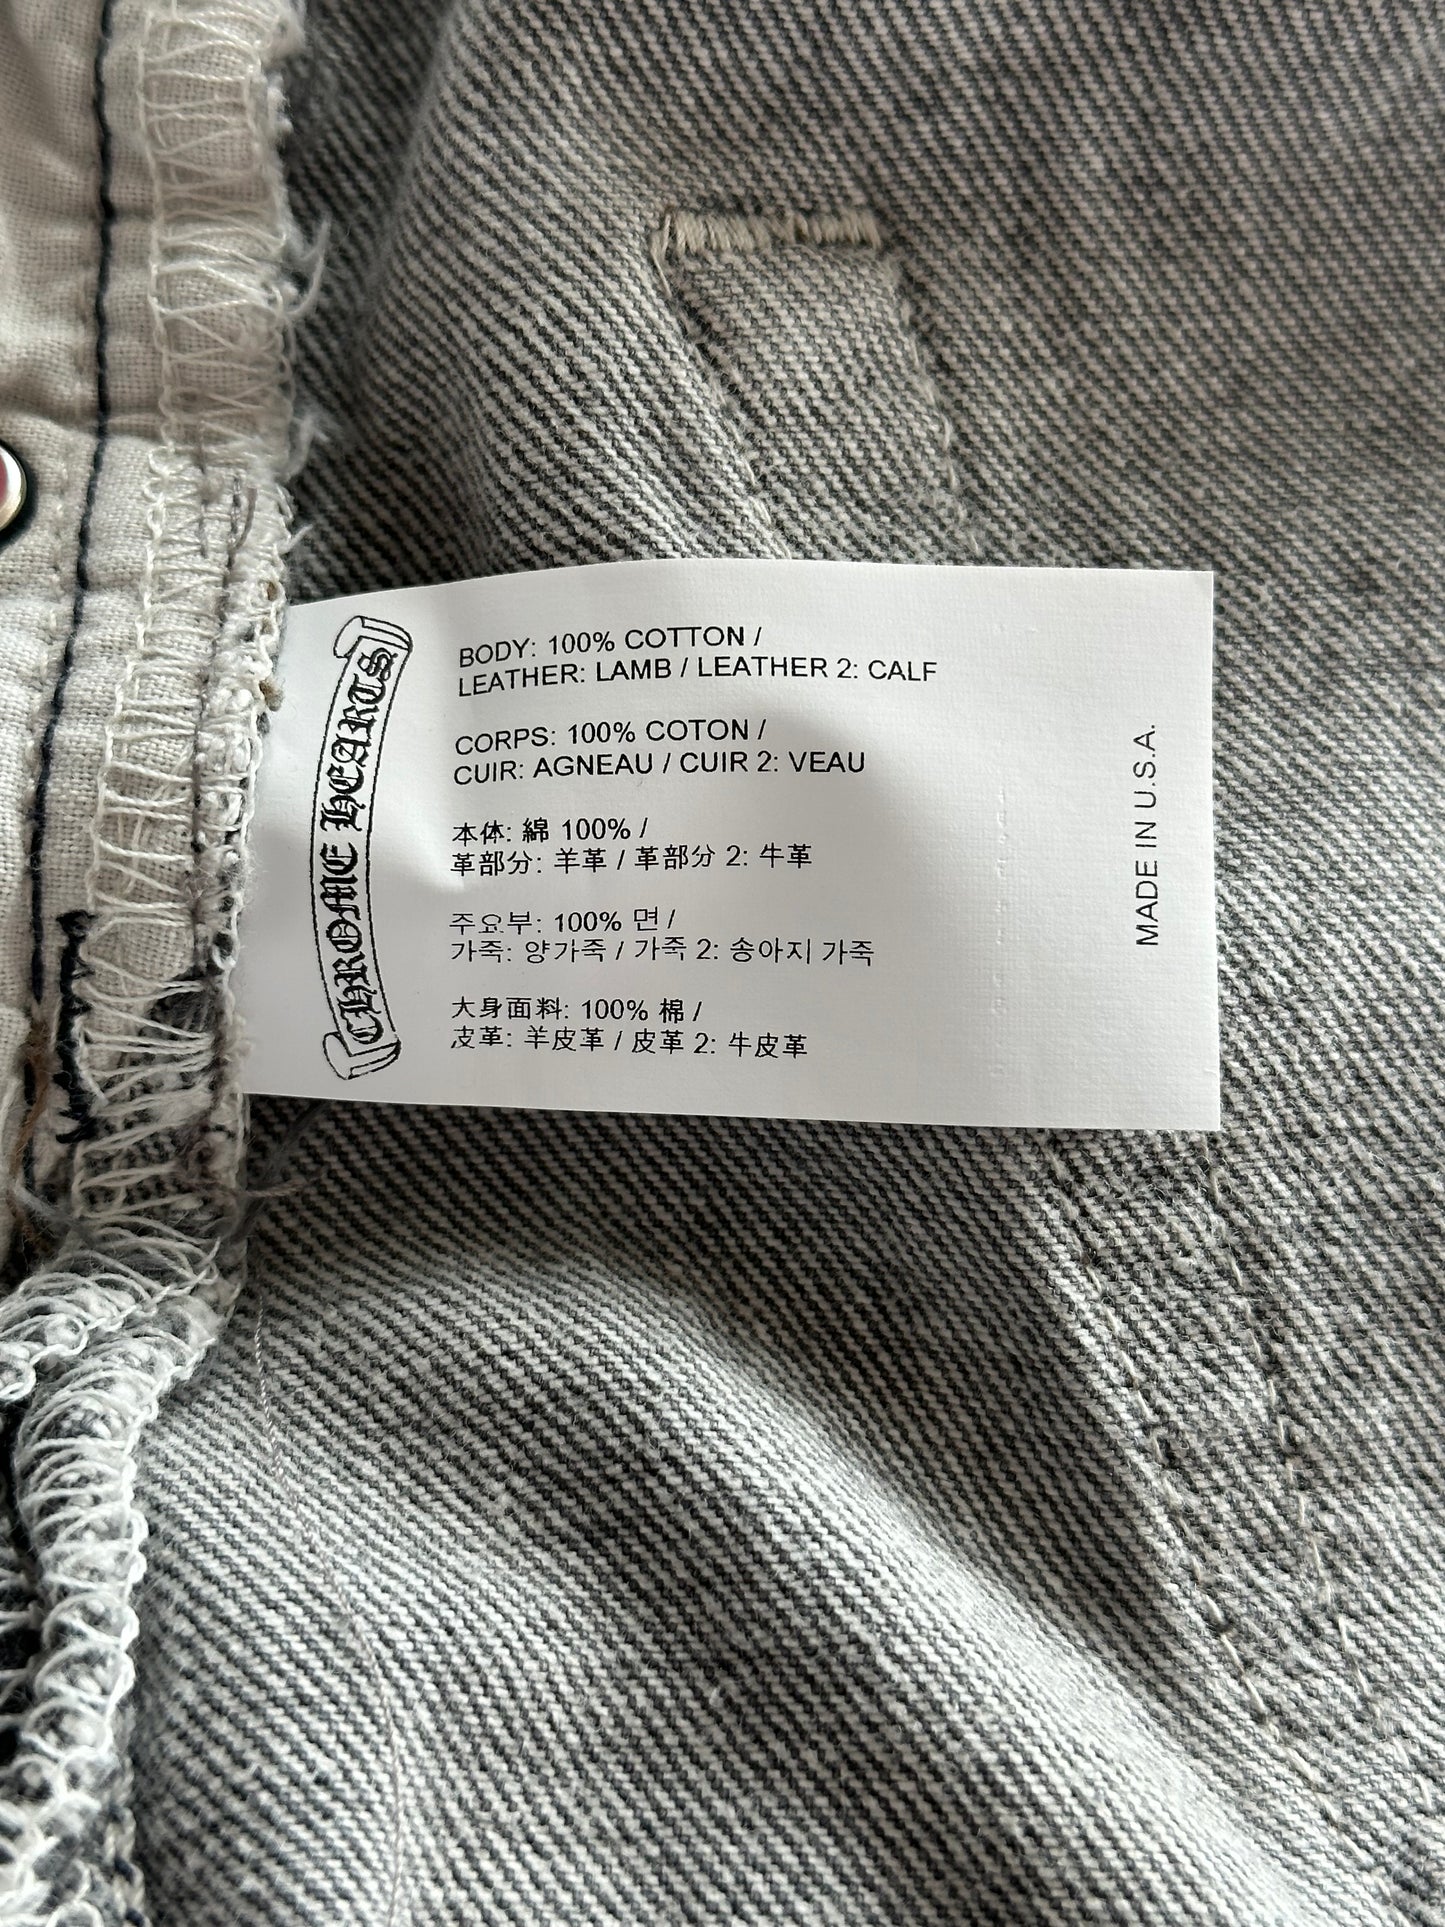 CHROME HEARTS
BODY: 100% COTTON /
LEATHER: LAMB / LEATHER 2: CALF
CORPS: 100% COTON /
CUIR: AGNEAU / CUIR 2: VEAU
本体: 綿 100% /
革部分: 羊革 / 革部分 2: 牛革
주요부: 100% 면 /
가죽: 양가죽 / 가죽 2: 송아지 가죽
大身面料: 100% 棉 /
皮革: 羊皮革 / 皮革 2: 牛皮革
MADE IN U.S.A.